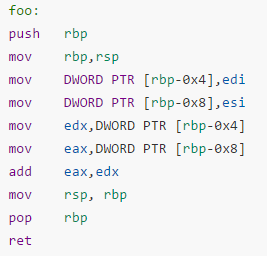 foo:
push rbp
mov rbp,rsp
mov DWORD PTR [rbp-0x4],edi
mov DWORD PTR [rbp-0x8],esi
mov edx,DWORD PTR [rbp-0x4]
mov eax,DWORD PTR [rbp-0x8]
add eax,edx
mov rsp, rbp
pop rbp
ret